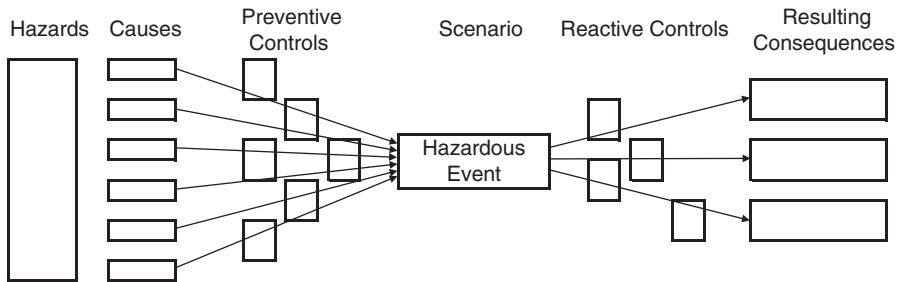 Hazards
Causes
Preventive
Controls
Scenario
Reactive Controls
Resulting
Consequences
Hazardous
Event